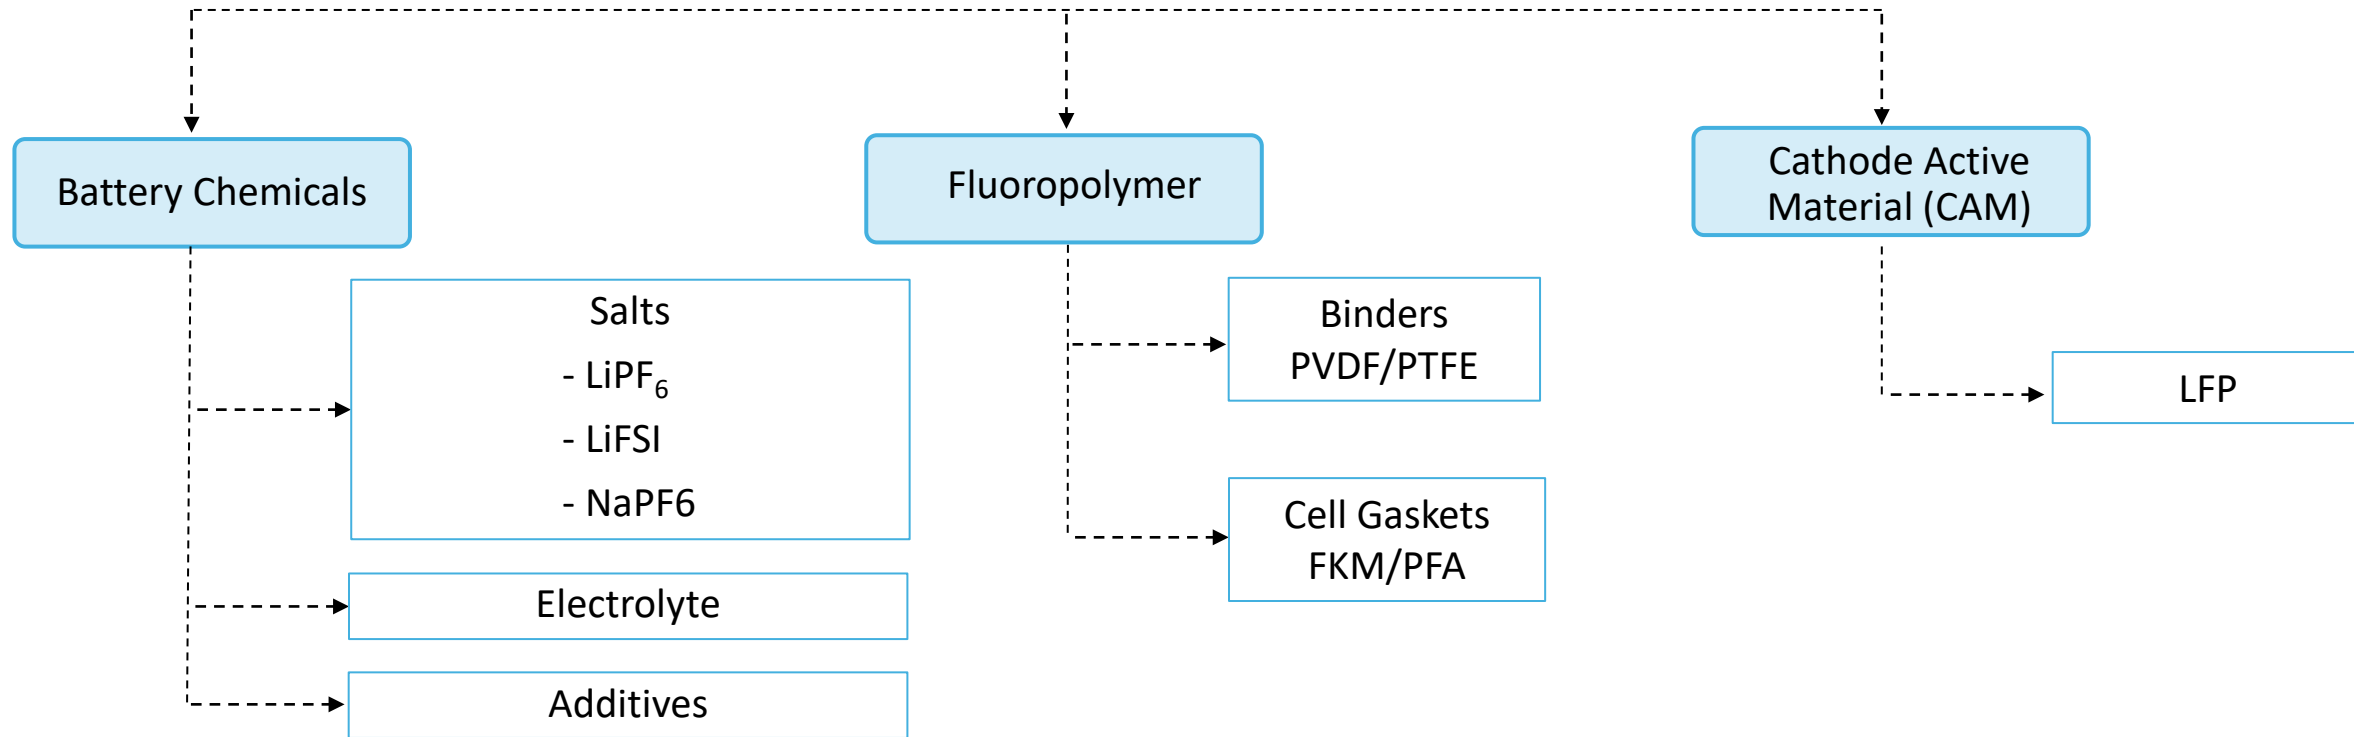 Battery Chemicals
Salts
- LiPF₆
- LiFSI
- NaPF6
Electrolyte
Additives
Fluoropolymer
Binders
PVDF/PTFE
Cell Gaskets
FKM/PFA
Cathode Active
Material (CAM)
LFP